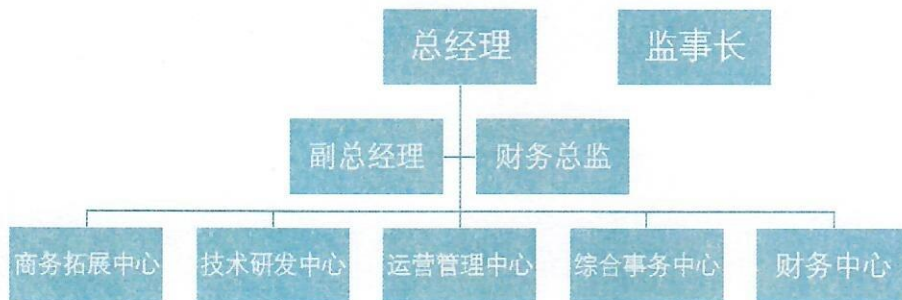 总经理
监事长
副总经理
财务总监
商务拓展中心
技术研发中心
运营管理中心
综合事务中心
财务中心